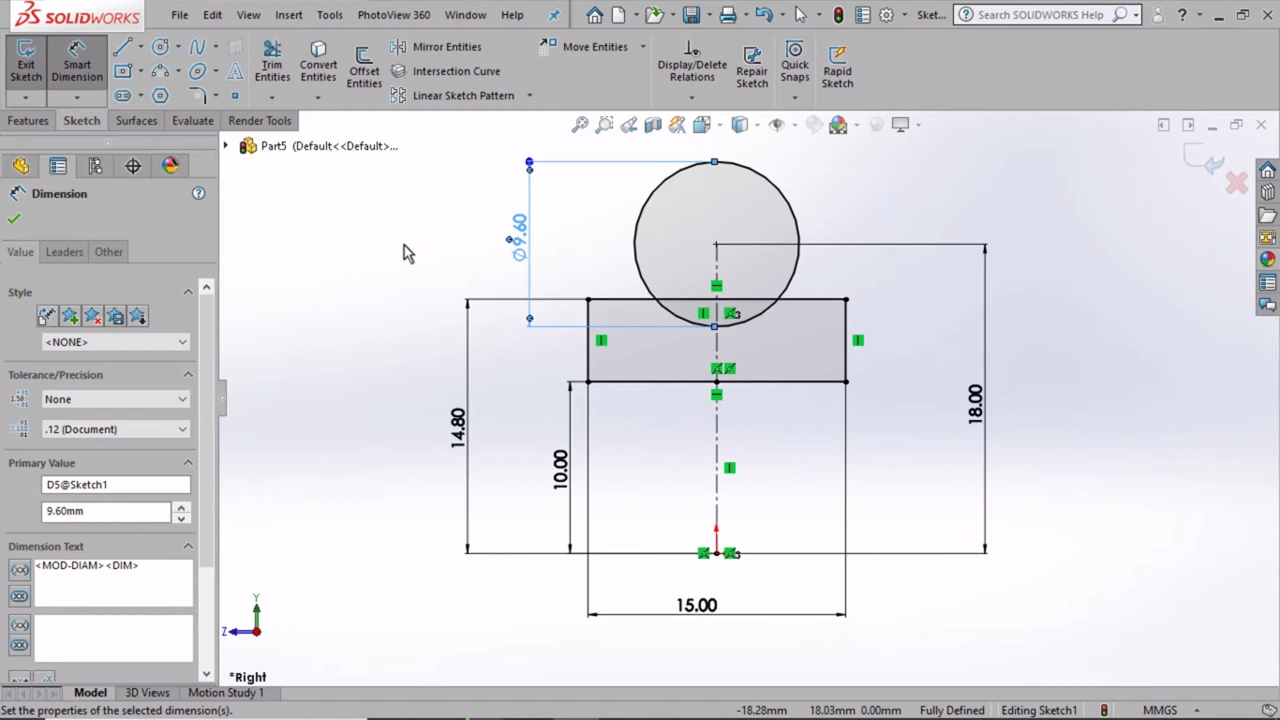 SOLIDWORKS File Edit View Insert Tools PhotoView 360 Window Help Sket... Search SOLIDWORKS Help
Exit Sketch
Smart Dimension
Trim Entities
Convert Entities
Offset Entities
Mirror Entities
Intersection Curve
Linear Sketch Pattern
Move Entities
Display/Delete Relations
Repair Sketch
Quick Snaps
Rapid Sketch
Features Sketch Surfaces Evaluate Render Tools
Part5 (Default<<Default>...
Dimension
Value Leaders Other
Style
<NONE>
Tolerance/Precision
None
.12 (Document)
Primary Value
D5@Sketch1
9.60mm
Dimension Text
<MOD-DIAM><DIM>
∅9.60
14.80
10.00
18.00
15.00
Y
Z
*Right
Model 3D Views Motion Study 1
Set the properties of the selected dimension(s). -18.28mm 18.03mm 0.00mm Fully Defined Editing Sketch1 MMGS